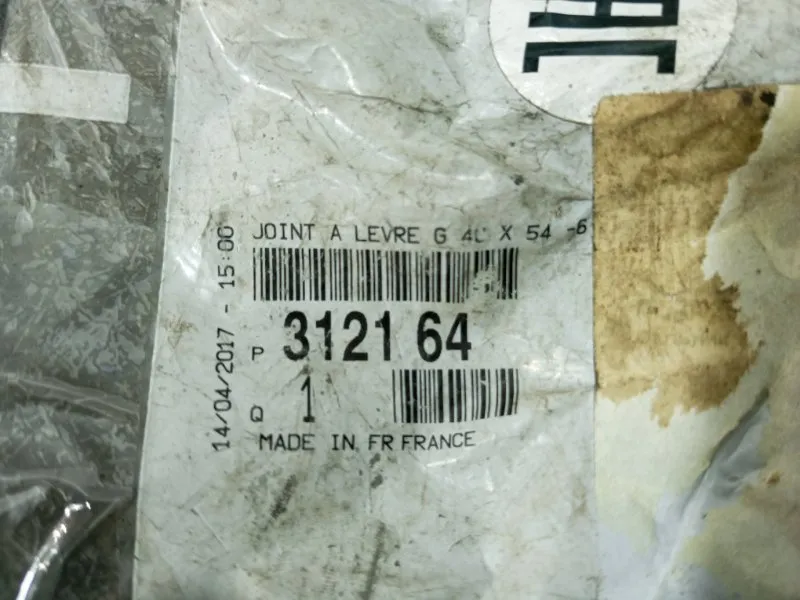 JOINT A LEVRE G 40 X 54 -6
P 3121 64
Q 1
MADE IN FR FRANCE
14/04/2017 - 15:00